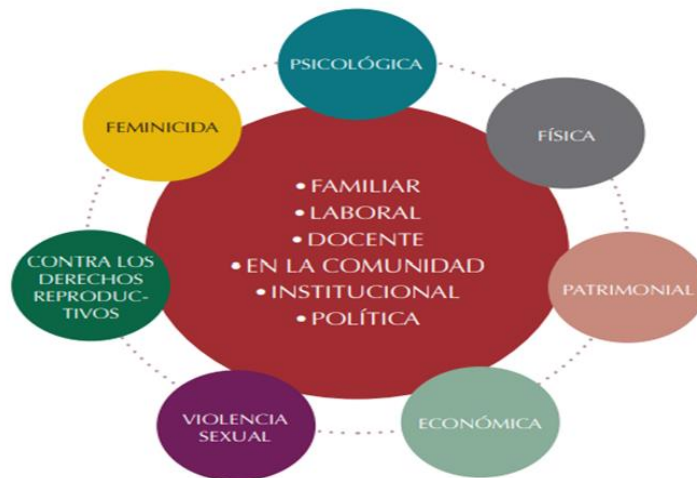 PSICOLÓGICA
FEMINICIDA
FÍSICA
• FAMILIAR
• LABORAL
• DOCENTE
• EN LA COMUNIDAD
• INSTITUCIONAL
• POLÍTICA
CONTRA LOS
DERECHOS
REPRODUC-
TIVOS
PATRIMONIAL
VIOLENCIA
SEXUAL
ECONÓMICA